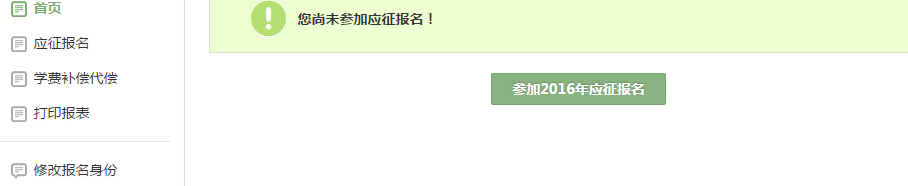 首页
应征报名
学费补偿代偿
打印报表
修改报名身份
您尚未参加应征报名！
参加2016年应征报名